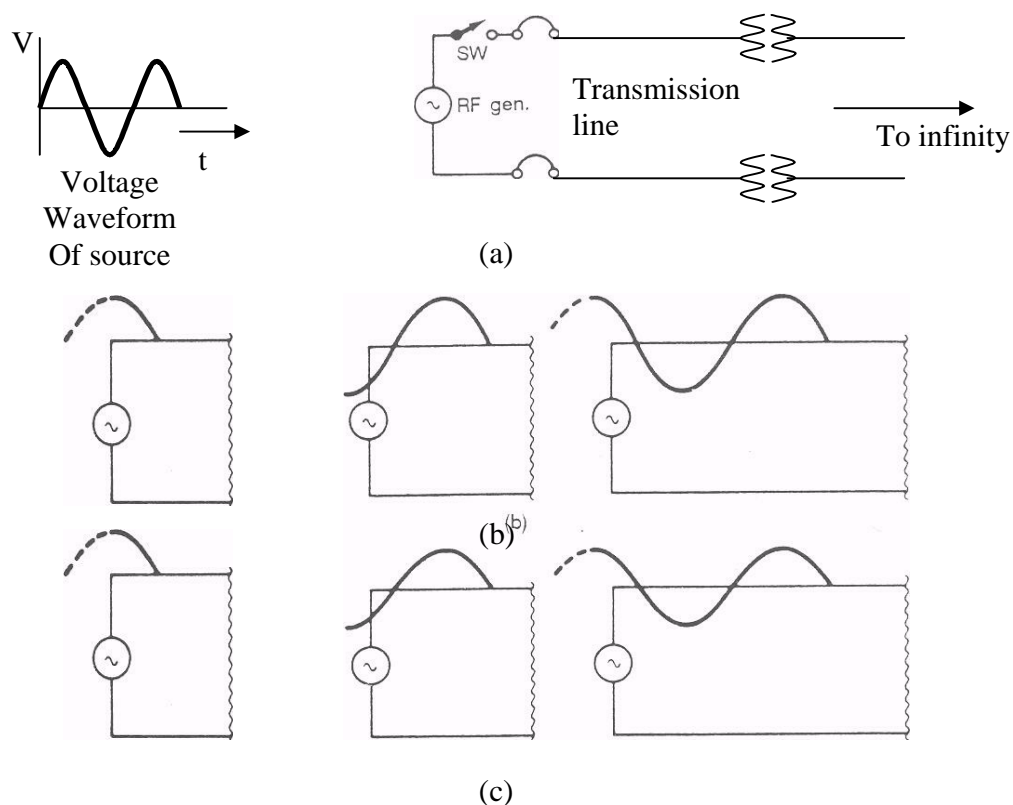 V
t
Voltage
Waveform
Of source
SW
RF gen.
Transmission
line
To infinity
(a)
(b)
(b)
(c)